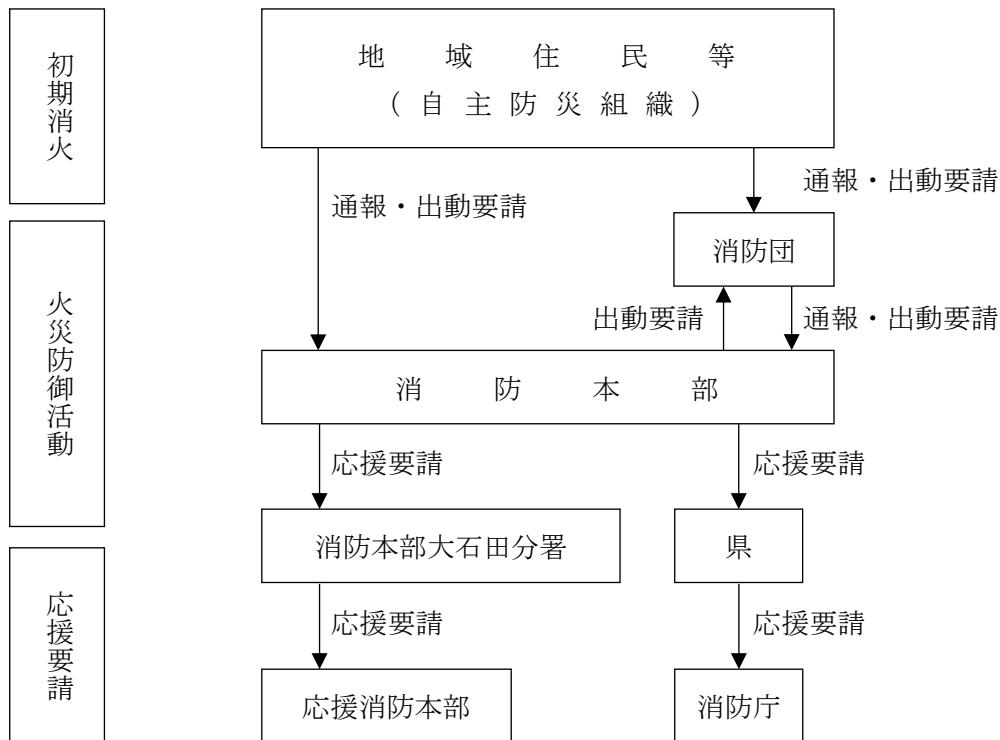 初期消火
地域住民等
(自主防災組織)
通報・出動要請
通報・出動要請
消防団
火災防御活動
出動要請
通報・出動要請
消防本部
応援要請
応援要請
消防本部大石田分署
県
応援要請
応援要請
応援要請
応援消防本部
消防庁